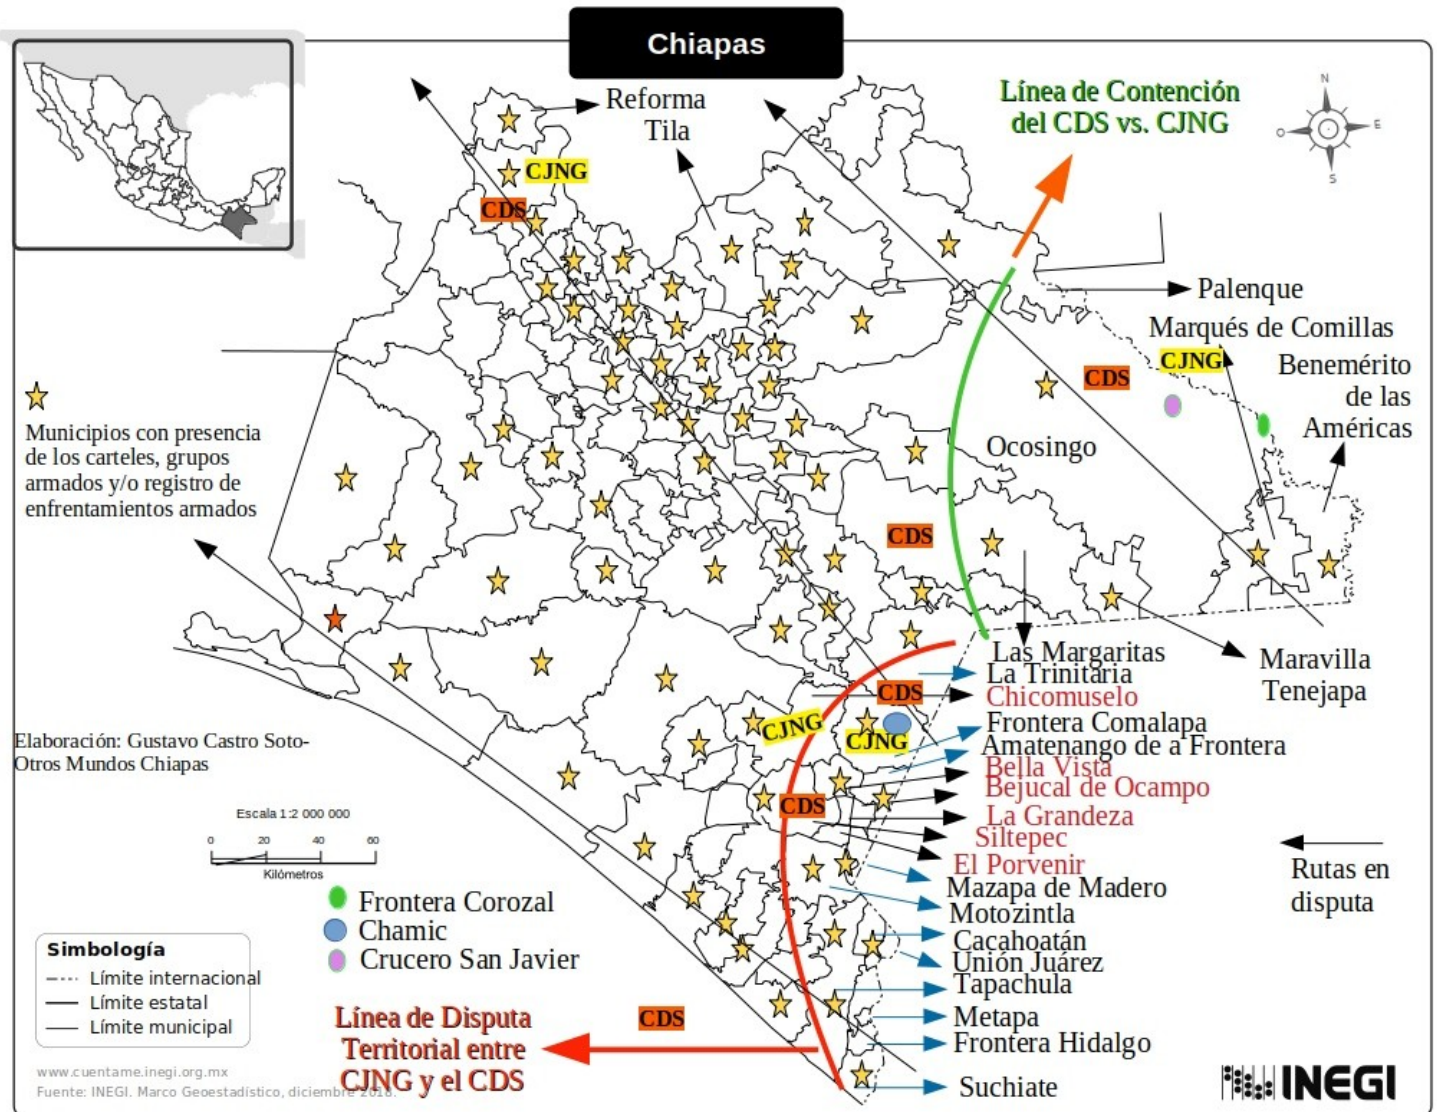 Chiapas
Reforma
Tila
Línea de Contención
del CDS vs. CJNG
N
E
S
O
CJNG
CDS
Palenque
Marqués de Comillas
CJNG
CDS
Benemérito
de las
Américas
Ocosingo
Municipios con presencia
de los carteles, grupos
armados y/o registro de
enfrentamientos armados
CDS
Las Margaritas
La Trinitaria
Maravilla
Tenejapa
CDS
Chicomuselo
CJNG
CJNG
Frontera Comalapa
Amatenango de a Frontera
Bella Vista
Bejucal de Ocampo
CDS
La Grandeza
Siltepec
El Porvenir
Mazapa de Madero
Motozintla
Cacahoatán
Unión Juárez
Tapachula
Metapa
Frontera Hidalgo
Suchiate
Rutas en
disputa
Elaboración: Gustavo Castro Soto-
Otros Mundos Chiapas
Escala 1:2 000 000
0 20 40 60
Kilómetros
Frontera Corozal
Chamic
Crucero San Javier
Simbología
Límite internacional
Límite estatal
Límite municipal
CDS
Línea de Disputa
Territorial entre
CJNG y el CDS
www.cuentame.inegi.org.mx
Fuente: INEGI. Marco Geoestadístico, diciembre 2018.
INEGI